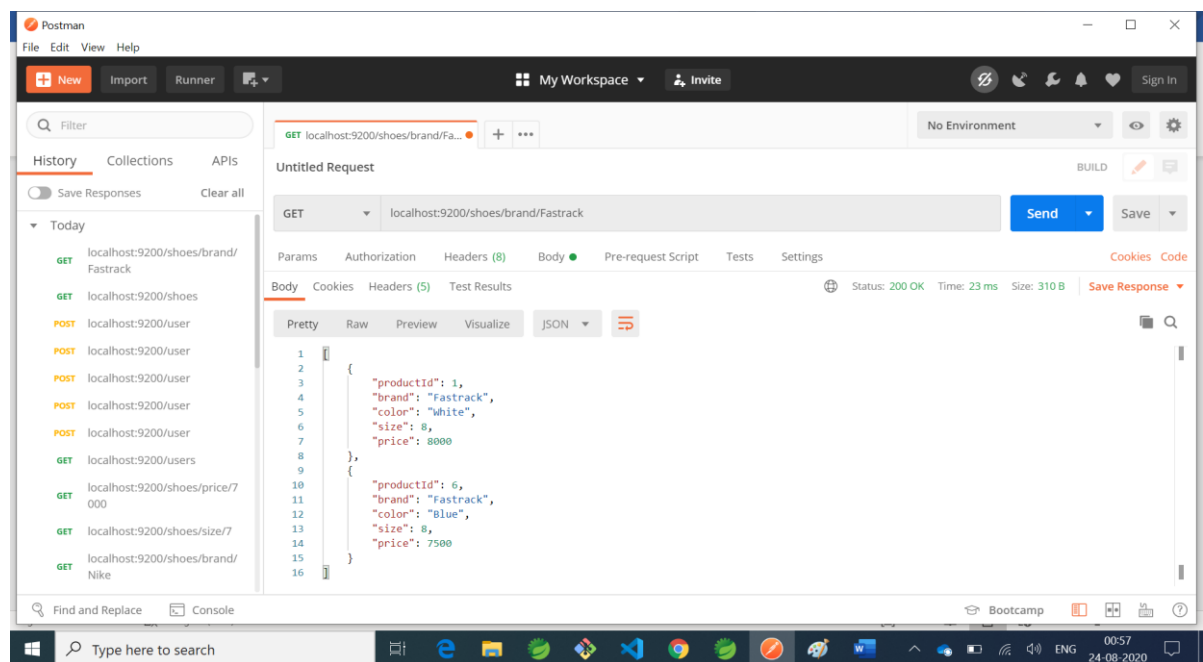 Postman
File Edit View Help
New Import Runner My Workspace Invite Sign In
Filter
History Collections APIs
Save Responses Clear all
Today
GET localhost:9200/shoes/brand/
Fastrack
GET localhost:9200/shoes
POST localhost:9200/user
POST localhost:9200/user
POST localhost:9200/user
POST localhost:9200/user
POST localhost:9200/user
GET localhost:9200/users
GET localhost:9200/shoes/price/7
000
GET localhost:9200/shoes/size/7
GET localhost:9200/shoes/brand/
Nike
GET localhost:9200/shoes/brand/Fa... + •••
No Environment
Untitled Request BUILD
GET localhost:9200/shoes/brand/Fastrack Send Save
Params Authorization Headers (8) Body Pre-request Script Tests Settings Cookies Code
Body Cookies Headers (5) Test Results Status: 200 OK Time: 23 ms Size: 310 B Save Response
Pretty Raw Preview Visualize JSON
1 [
2 {
3 "productId": 1,
4 "brand": "Fastrack",
5 "color": "White",
6 "size": 8,
7 "price": 8000
8 },
9 {
10 "productId": 6,
11 "brand": "Fastrack",
12 "color": "Blue",
13 "size": 8,
14 "price": 7500
15 }
16 ]
Find and Replace Console Bootcamp
Type here to search ENG 00:57
24-08-2020